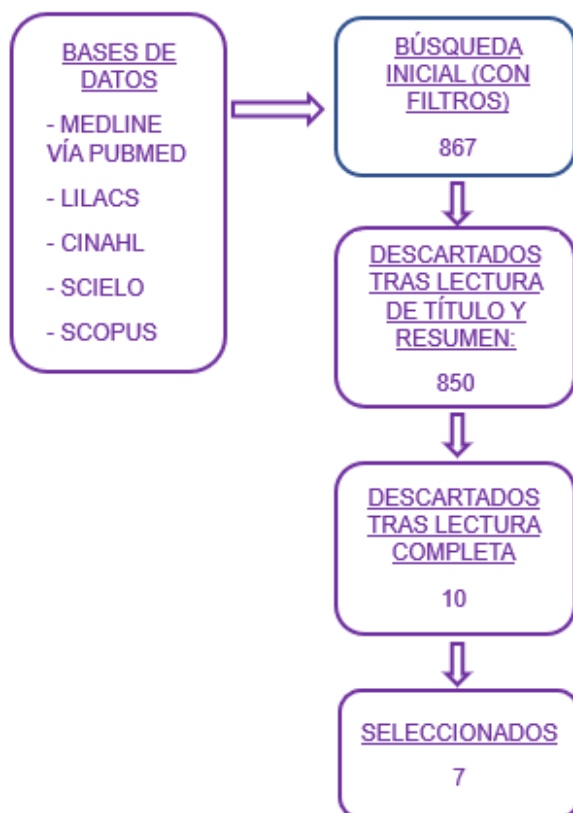 BASES DE
DATOS
- MEDLINE
VÍA PUBMED
- LILACS
- CINAHL
- SCIELO
- SCOPUS
BÚSQUEDA
INICIAL (CON
FILTROS)
867
DESCARTADOS
TRAS LECTURA
DE TÍTULO Y
RESUMEN:
850
DESCARTADOS
TRAS LECTURA
COMPLETA
10
SELECCIONADOS
7